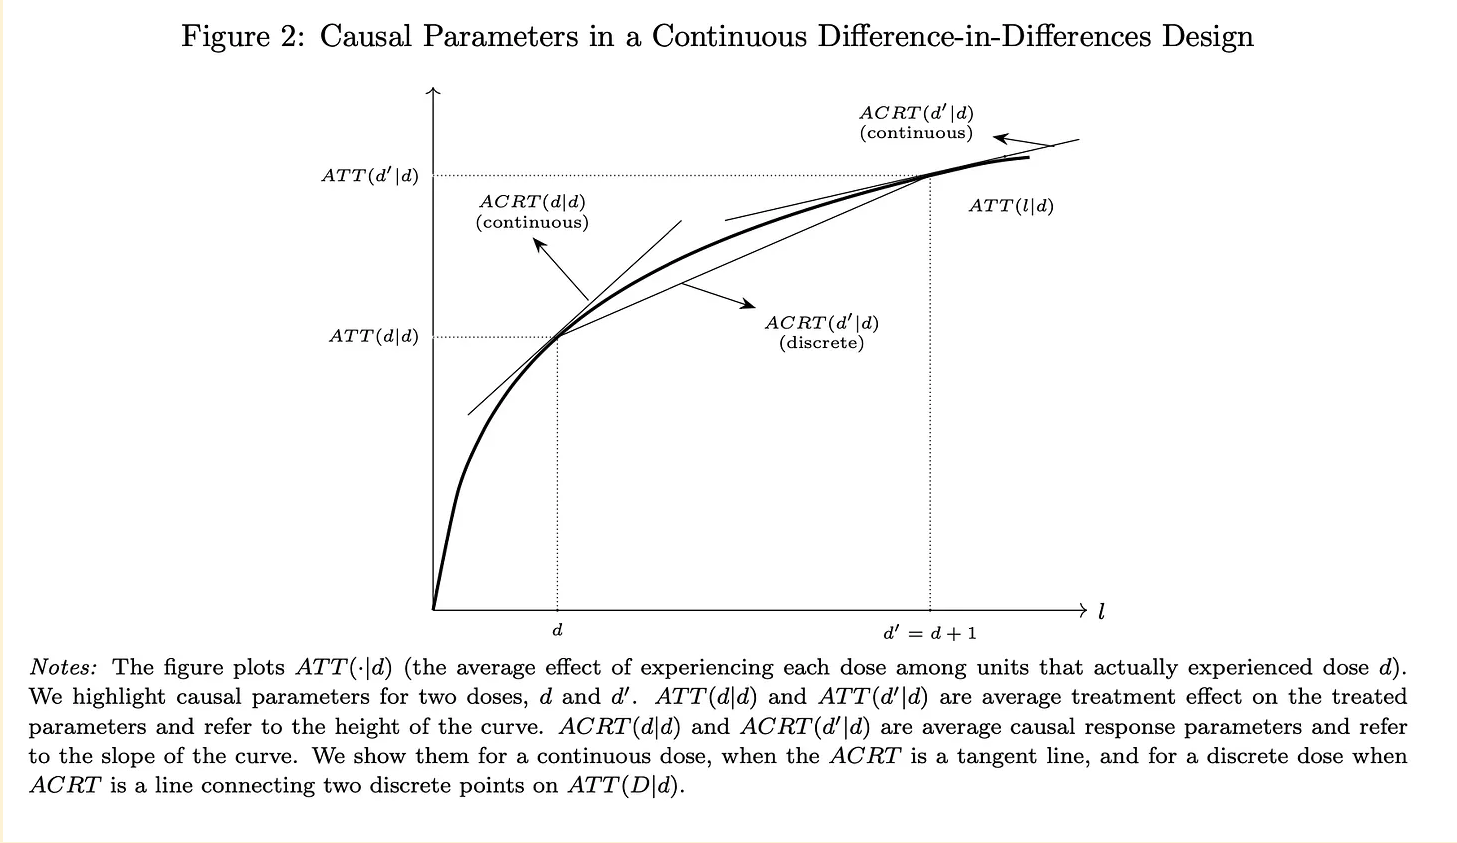 Figure 2: Causal Parameters in a Continuous Difference-in-Differences Design
ACRT(d′|d)
(continuous)
ATT(d′|d)
ACRT(d|d)
(continuous)
ATT(l|d)
ATT(d|d)
ACRT(d′|d)
(discrete)
l
d
d′ = d + 1
Notes: The figure plots ATT(·|d) (the average effect of experiencing each dose among units that actually experienced dose d).
We highlight causal parameters for two doses, d and d′. ATT(d|d) and ATT(d′|d) are average treatment effect on the treated
parameters and refer to the height of the curve. ACRT(d|d) and ACRT(d′|d) are average causal response parameters and refer
to the slope of the curve. We show them for a continuous dose, when the ACRT is a tangent line, and for a discrete dose when
ACRT is a line connecting two discrete points on ATT(D|d).